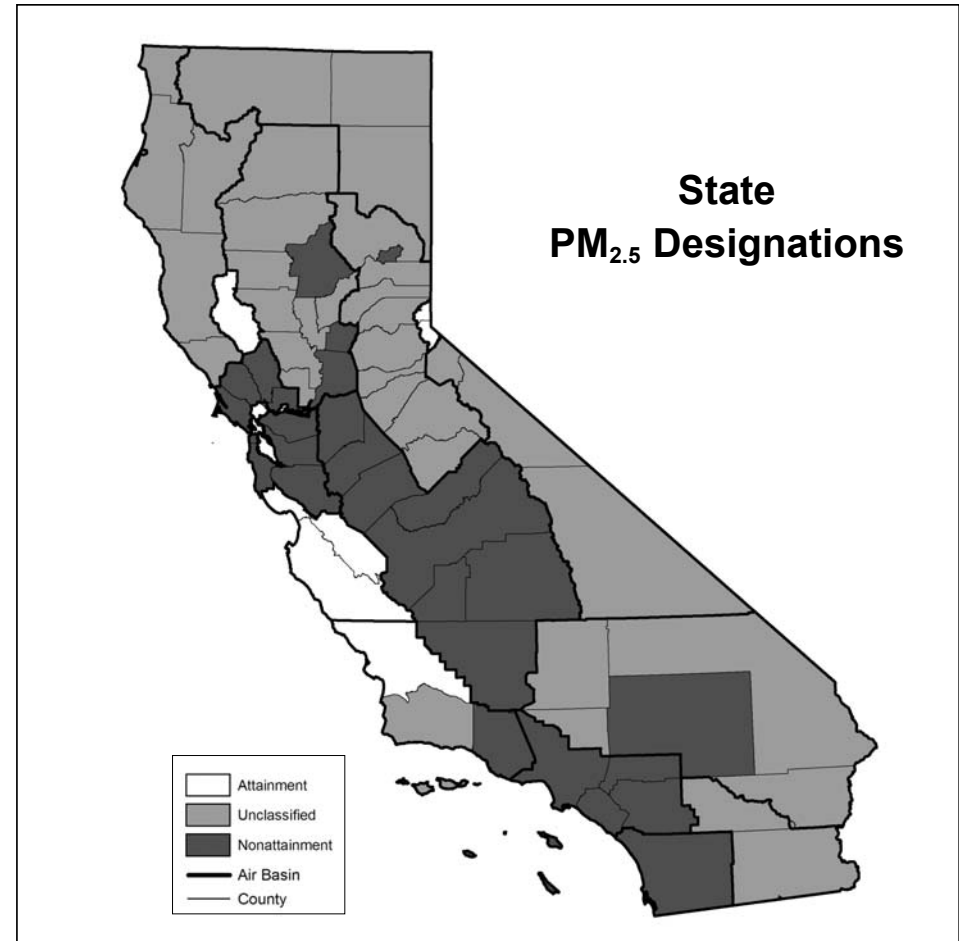 State
PM2.5 Designations
Attainment
Unclassified
Nonattainment
Air Basin
County